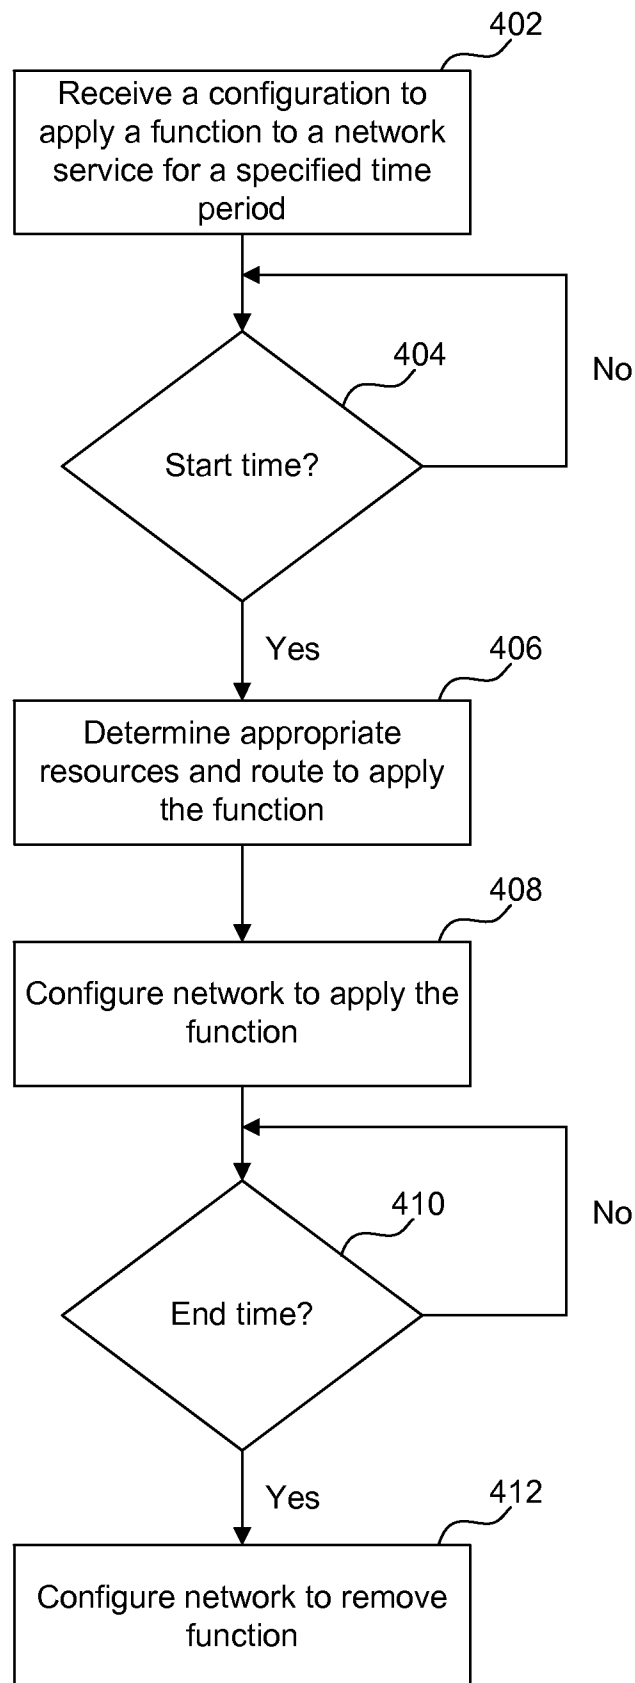 402
Receive a configuration to
apply a function to a network
service for a specified time
period
404
No
Start time?
Yes
406
Determine appropriate
resources and route to apply
the function
408
Configure network to apply the
function
410
No
End time?
Yes
412
Configure network to remove
function